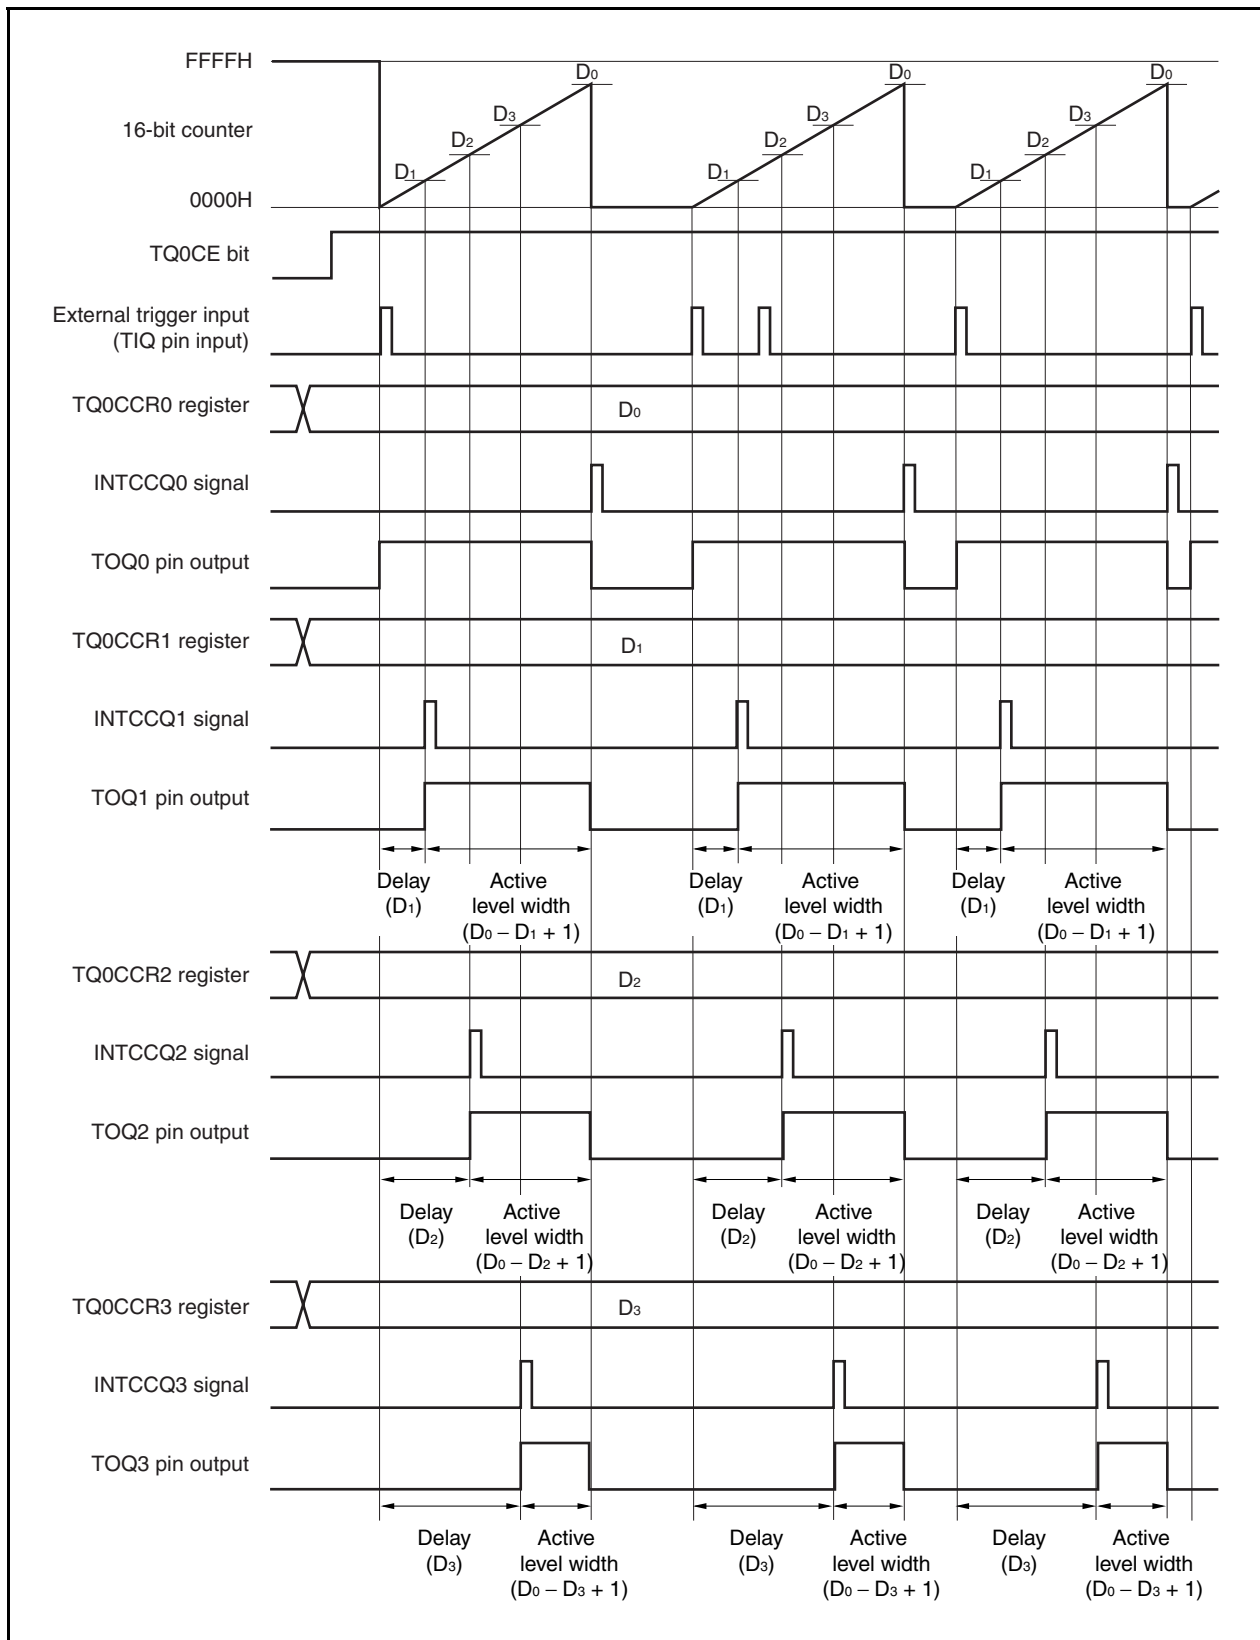 FFFFH
D0 D0 D0
D3 D3 D3
16-bit counter
D2 D2 D2
D1 D1 D1
0000H
TQ0CE bit
External trigger input
(TIQ pin input)
TQ0CCR0 register D0
INTCCQ0 signal
TOQ0 pin output
TQ0CCR1 register D1
INTCCQ1 signal
TOQ1 pin output
Delay Active Delay Active Delay Active
(D1) level width (D1) level width (D1) level width
(D0 – D1 + 1) (D0 – D1 + 1) (D0 – D1 + 1)
TQ0CCR2 register D2
INTCCQ2 signal
TOQ2 pin output
Delay Active Delay Active Delay Active
(D2) level width (D2) level width (D2) level width
(D0 – D2 + 1) (D0 – D2 + 1) (D0 – D2 + 1)
TQ0CCR3 register D3
INTCCQ3 signal
TOQ3 pin output
Delay Active Delay Active Delay Active
(D3) level width (D3) level width (D3) level width
(D0 – D3 + 1) (D0 – D3 + 1) (D0 – D3 + 1)